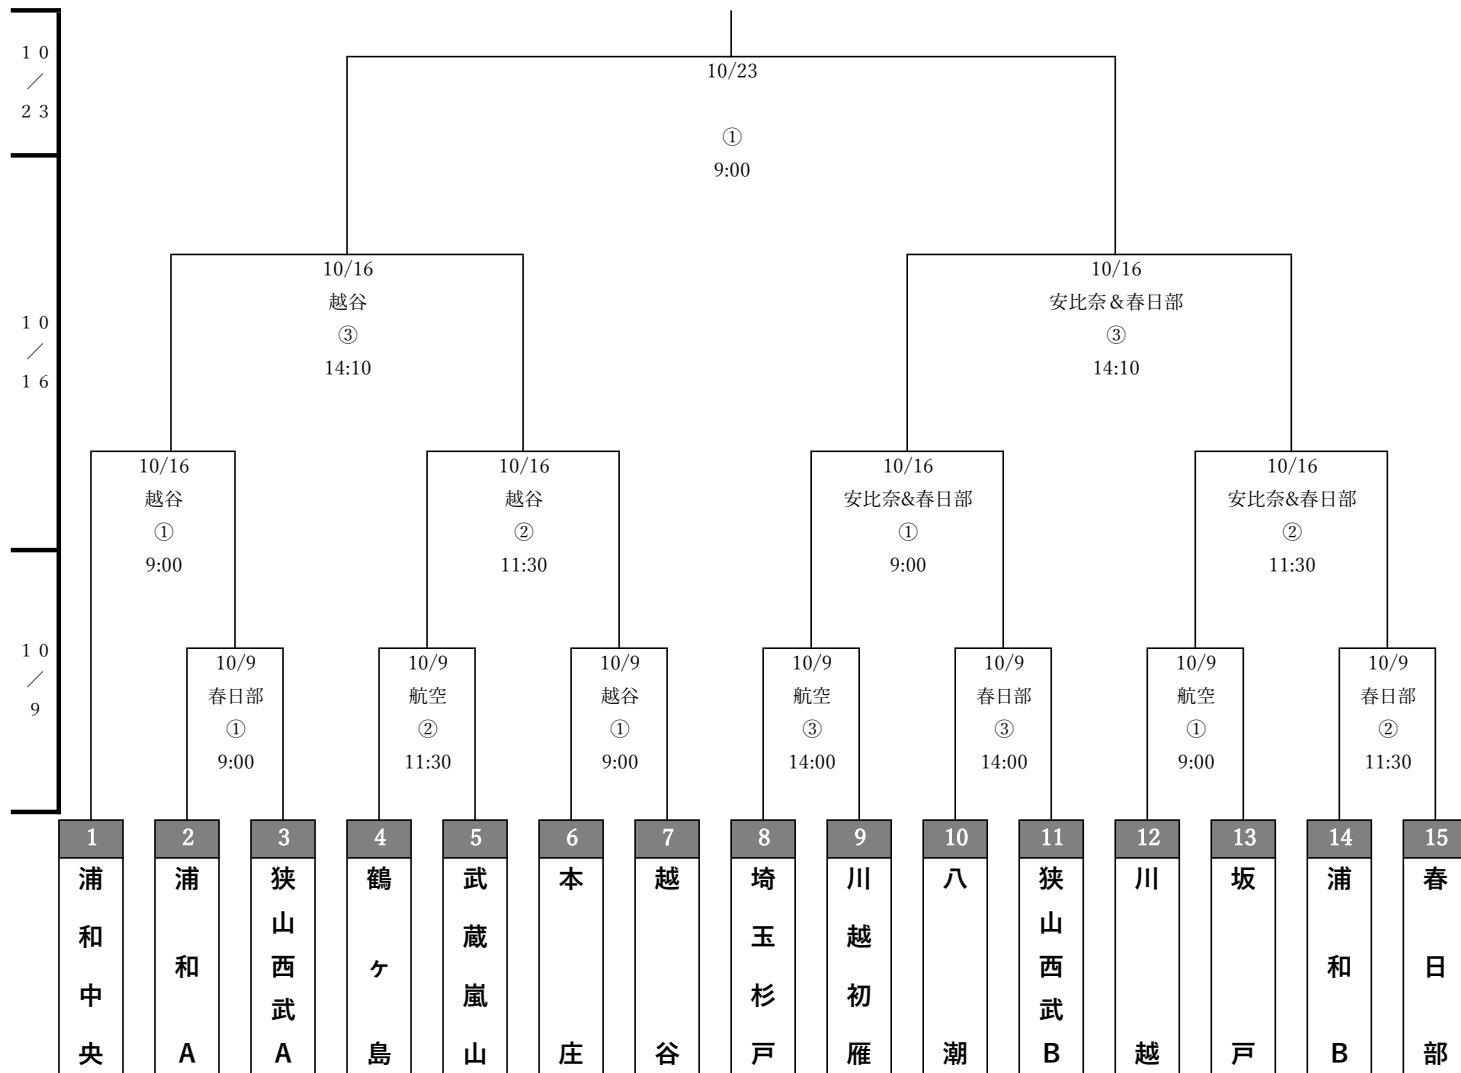 10/23
①
9:00
10/23
10/16
越谷
③
14:10
10/16
安比奈＆春日部
③
14:10
10/16
10/16
越谷
①
9:00
10/16
越谷
②
11:30
10/16
安比奈&春日部
①
9:00
10/16
安比奈&春日部
②
11:30
10/9
10/9
春日部
①
9:00
10/9
航空
②
11:30
10/9
越谷
①
9:00
10/9
航空
③
14:00
10/9
春日部
③
14:00
10/9
航空
①
9:00
10/9
春日部
②
11:30
1
浦和中央
2
浦和A
3
狭山西武A
4
鶴ヶ島
5
武蔵嵐山
6
本庄
7
越谷
8
埼玉杉戸
9
川越初雁
10
八潮
11
狭山西武B
12
川越
13
坂戸
14
浦和B
15
春日部